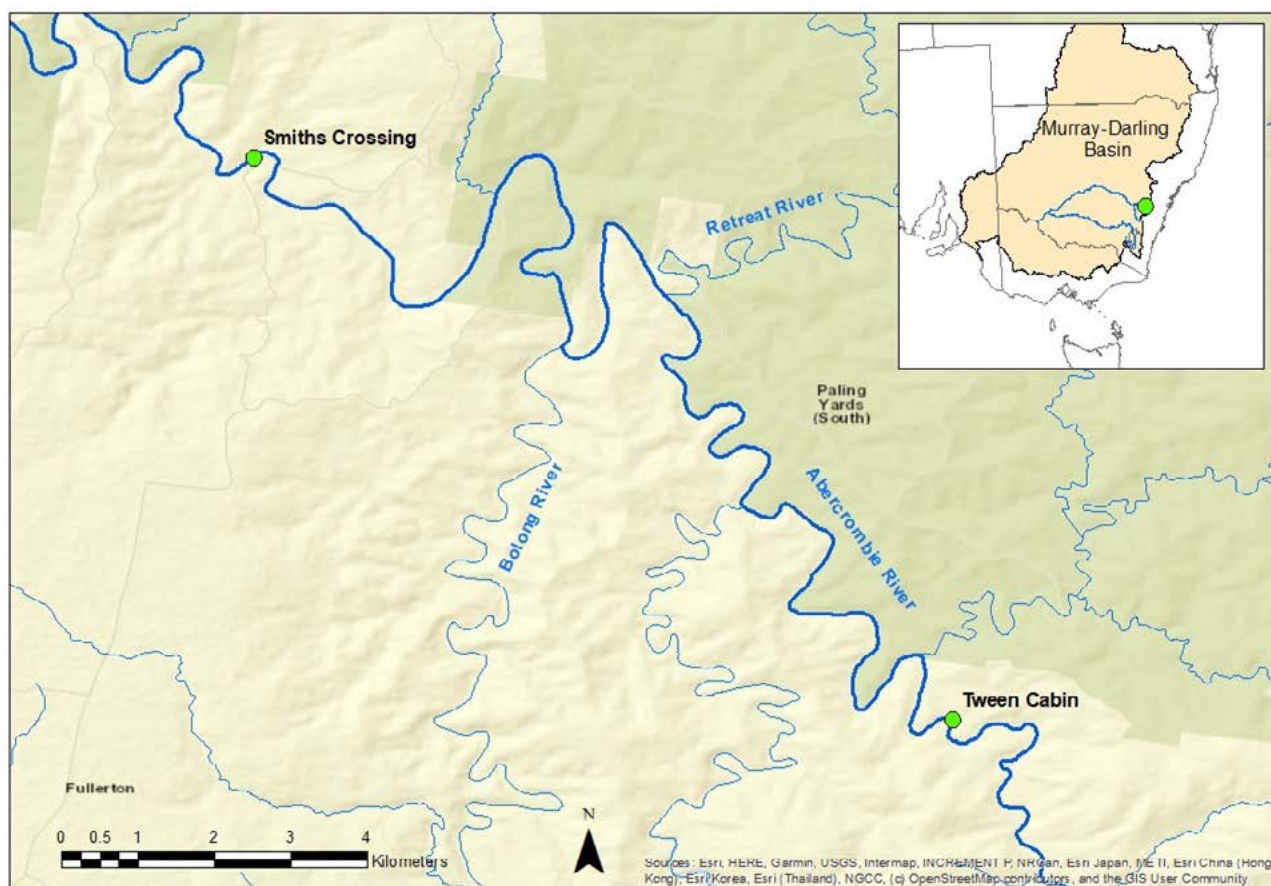 Smiths Crossing
Murray-Darling
Basin
Retreat River
Paling
Yards
(South)
Bolong River
Abercrombie River
Tween Cabin
Fullerton
0 0.5 1 2 3 4
Kilometers
N
Sources: Esri, HERE, Garmin, USGS, Intermap, INCREMENT P, NRCan, Esri Japan, METI, Esri China (Hong
Kong), Esri Korea, Esri (Thailand), NGCC, (c) OpenStreetMap contributors, and the GIS User Community